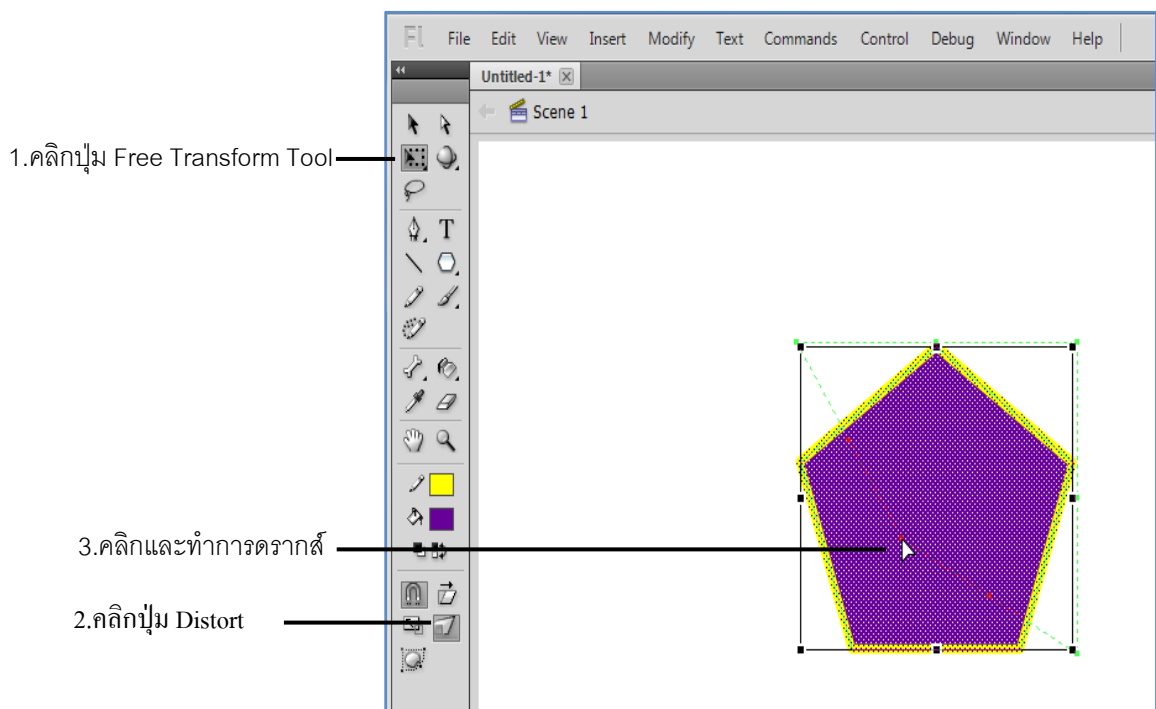 Fl File Edit View Insert Modify Text Commands Control Debug Window Help
Untitled-1*
Scene 1
1.คลิกปุ่ม Free Transform Tool
T
3.คลิกและทำการดรากส์
2.คลิกปุ่ม Distort